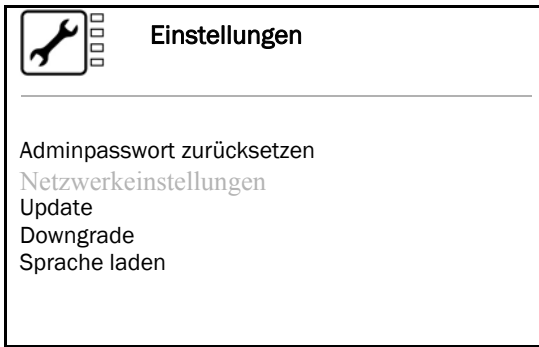 Einstellungen
Adminpasswort zurücksetzen
Netzwerkeinstellungen
Update
Downgrade
Sprache laden